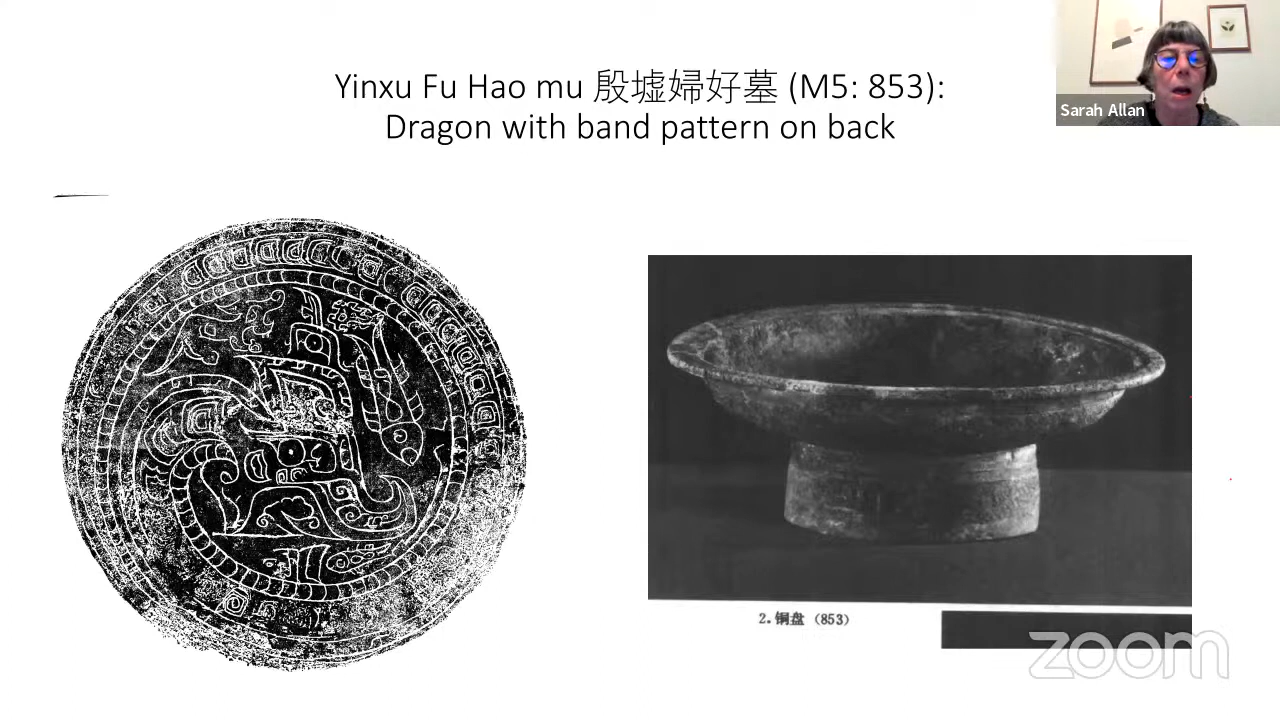 Yinxu Fu Hao mu 殷墟婦好墓 (M5: 853):
Dragon with band pattern on back
Sarah Allan
2.铜盘（853）
zoom